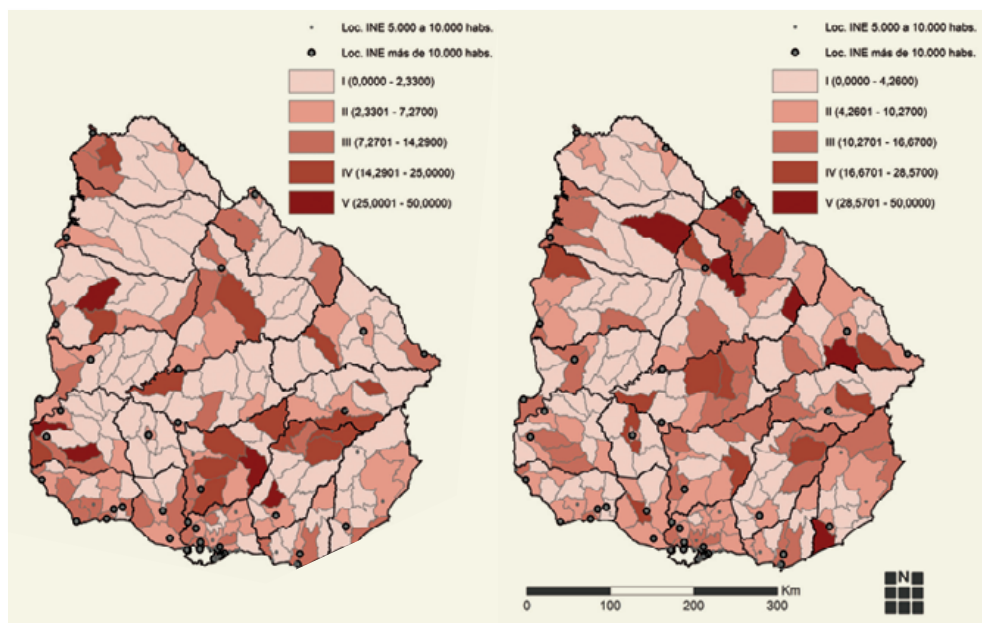 Loc. INE 5.000 a 10.000 habs.
Loc. INE más de 10.000 habs.
I (0,0000 - 2,3300)
II (2,3301 - 7,2700)
III (7,2701 - 14,2900)
IV (14,2901 - 25,0000)
V (25,0001 - 50,0000)
Loc. INE 5.000 a 10.000 habs.
Loc. INE más de 10.000 habs.
I (0,0000 - 4,2600)
II (4,2601 - 10,2700)
III (10,2701 - 16,6700)
IV (16,6701 - 28,5700)
V (28,5701 - 50,0000)
Km
0 100 200 300
N